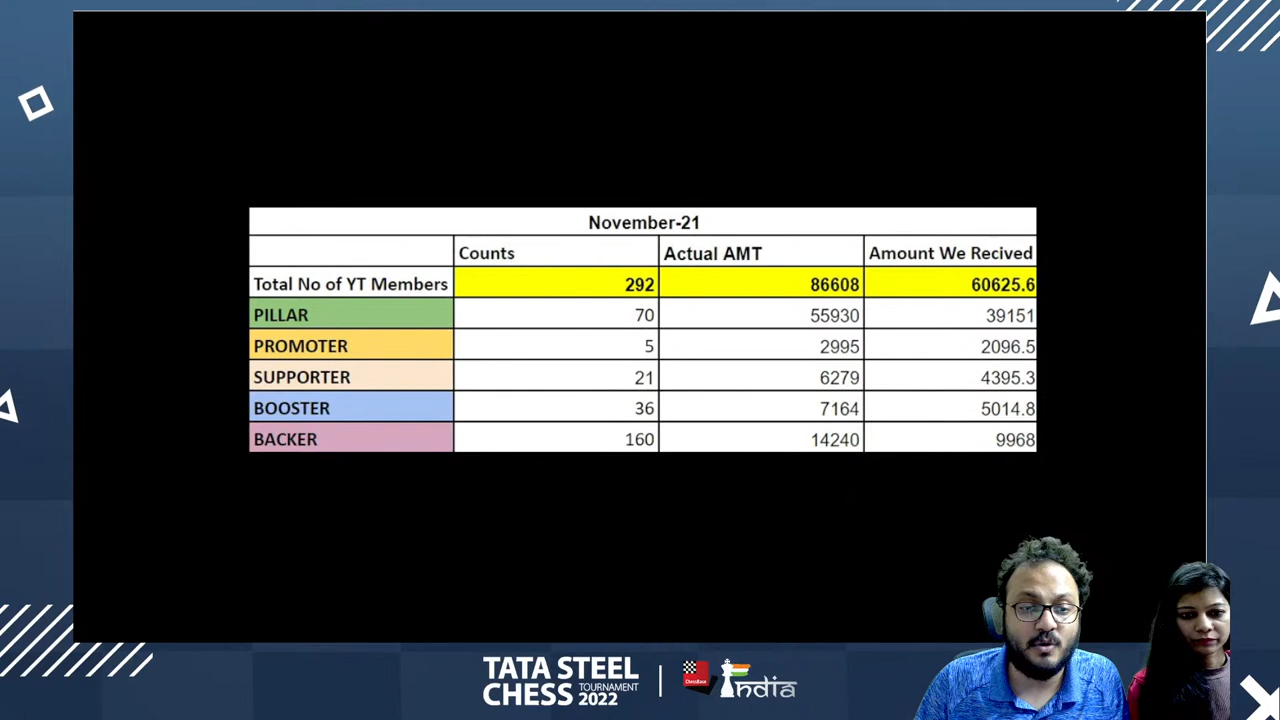 November-21
Counts Actual AMT Amount We Recived
Total No of YT Members 292 86608 60625.6
PILLAR 70 55930 39151
PROMOTER 5 2995 2096.5
SUPPORTER 21 6279 4395.3
BOOSTER 36 7164 5014.8
BACKER 160 14240 9968
TATA STEEL
CHESS TOURNAMENT 2022
ChessBase India